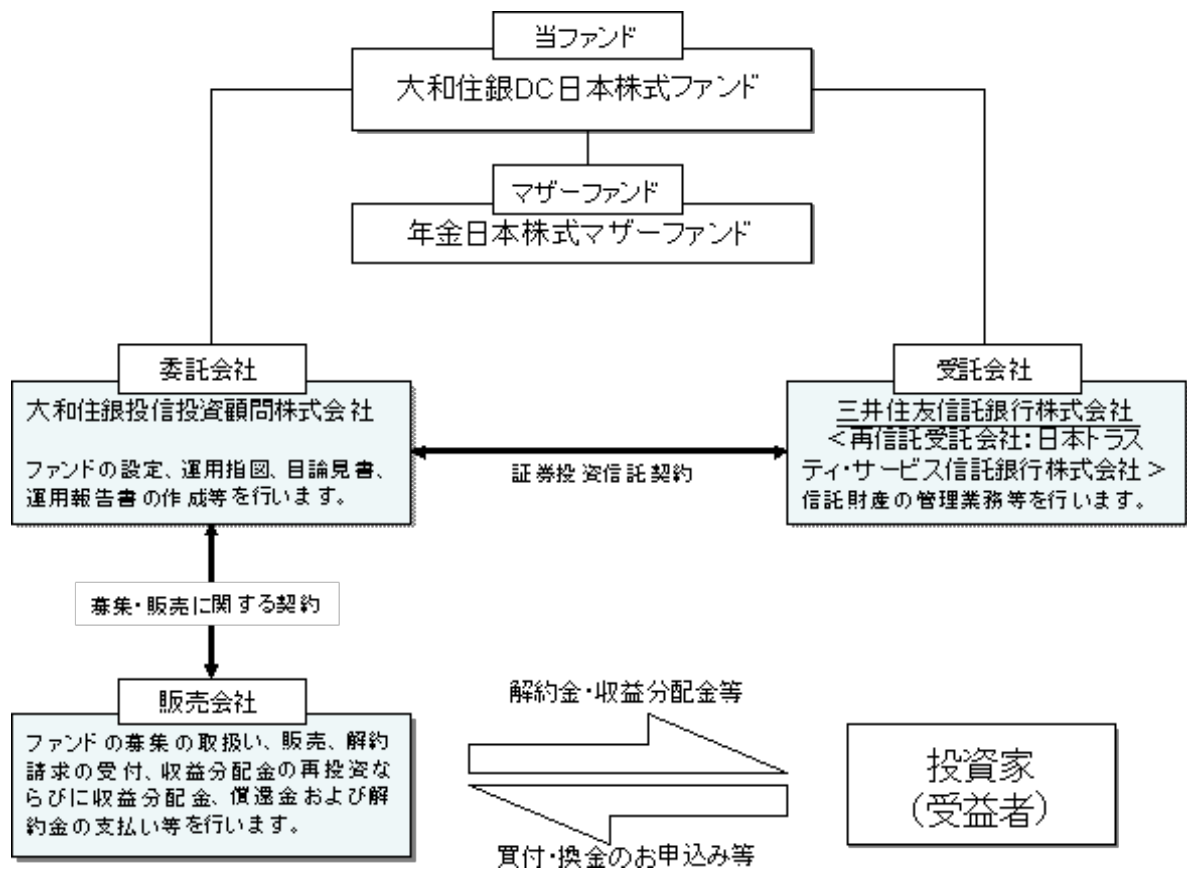 当ファンド
大和住銀DC日本株式ファンド
マザーファンド
年金日本株式マザーファンド
委託会社
大和住銀投信投資顧問株式会社
ファンドの設定、運用指図、目論見書、
運用報告書の作成等を行います。
証券投資信託契約
受託会社
三井住友信託銀行株式会社
<再信託受託会社:日本トラス
ティ・サービス信託銀行株式会社>
信託財産の管理業務等を行います。
募集・販売に関する契約
販売会社
ファンドの募集の取扱い、販売、解約
請求の受付、収益分配金の再投資な
らびに収益分配金、償還金および解
約金の支払い等を行います。
解約金・収益分配金等
買付・換金のお申込み等
投資家
(受益者)